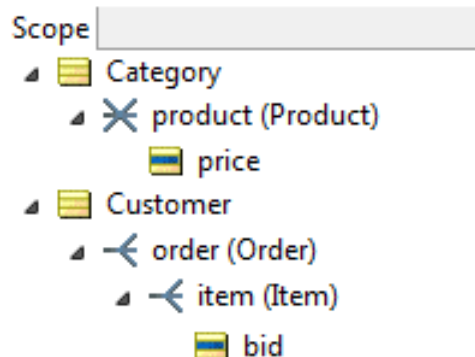 Scope
Category
product (Product)
price
Customer
order (Order)
item (Item)
bid